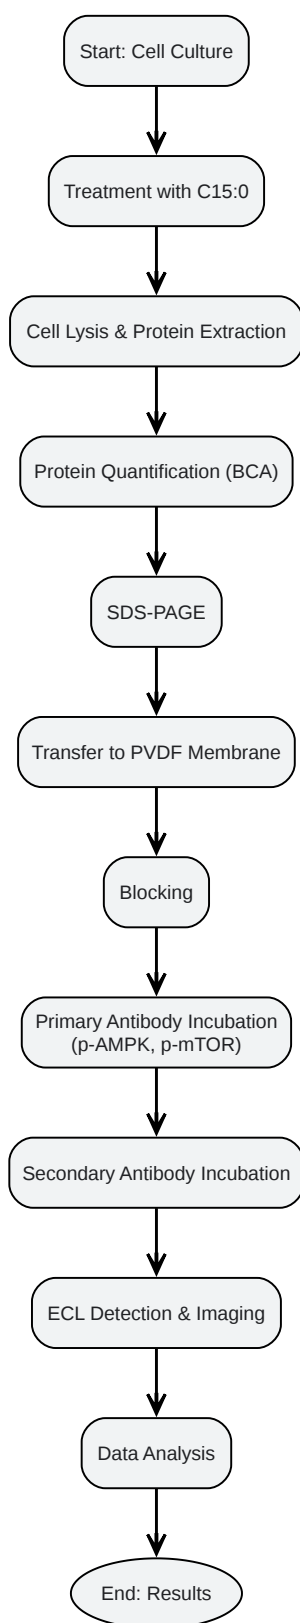 Start: Cell Culture
Treatment with C15:0
Cell Lysis & Protein Extraction
Protein Quantification (BCA)
SDS-PAGE
Transfer to PVDF Membrane
Blocking
Primary Antibody Incubation
(p-AMPK, p-mTOR)
Secondary Antibody Incubation
ECL Detection & Imaging
Data Analysis
End: Results